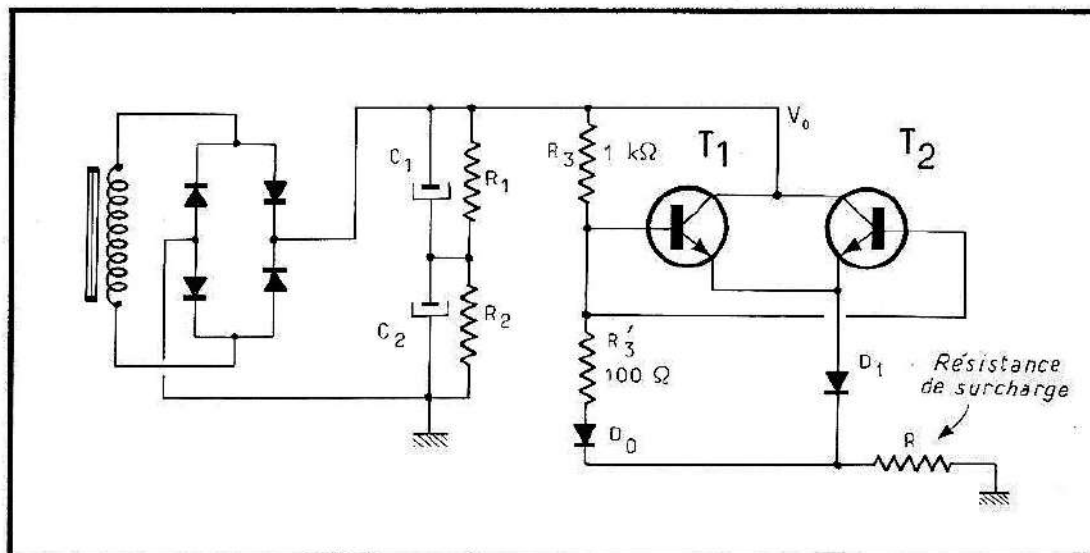 C1
R1
C2
R2
R3 1 kΩ
V0
T1
T2
R'3
100 Ω
D0
D1
Résistance
de surcharge
R